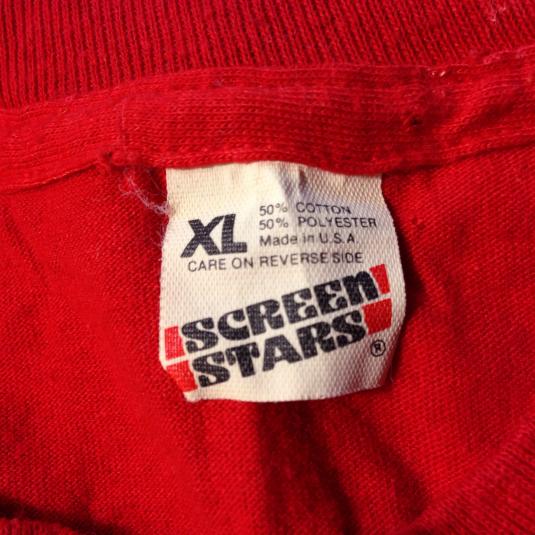 XL
50% COTTON
50% POLYESTER
Made in U.S.A.
CARE ON REVERSE SIDE
SCREEN
STARS
®